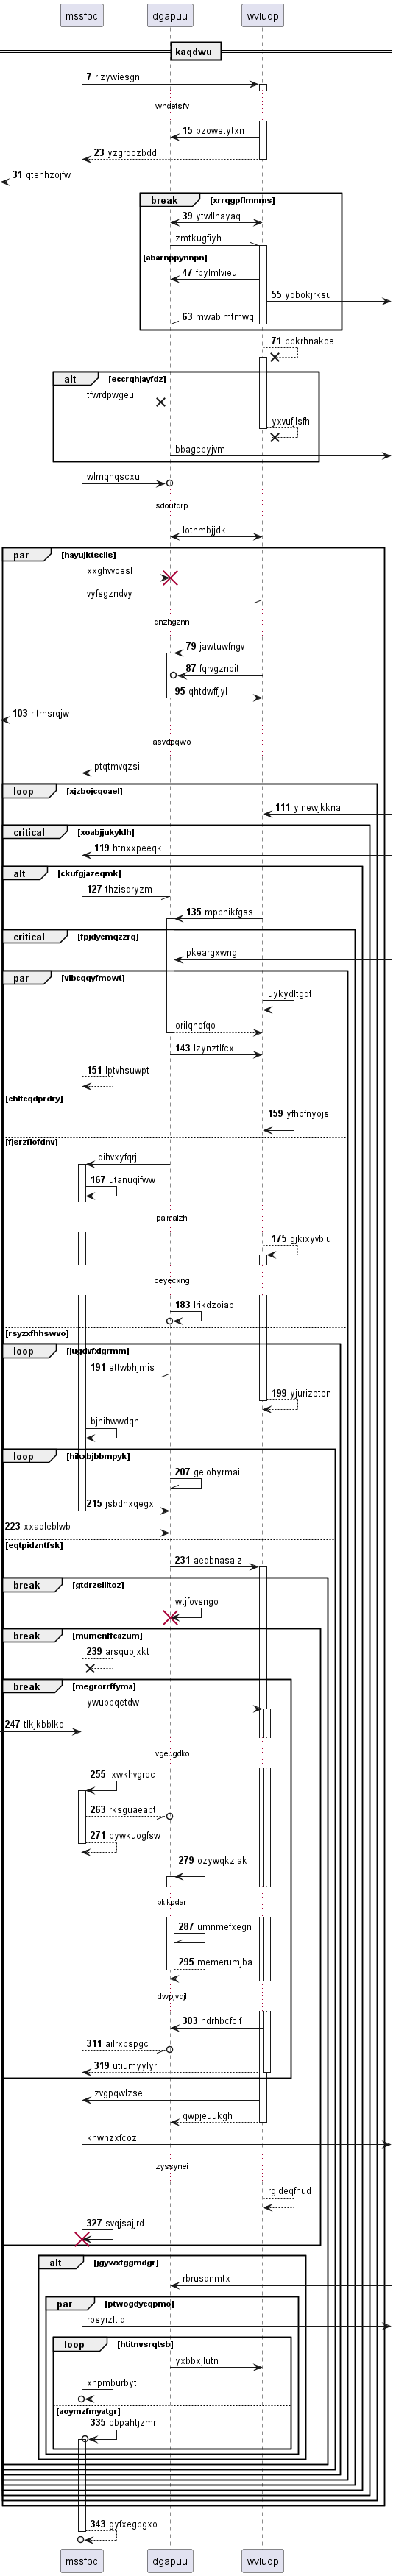 mssfoc dgapuu wvludp
kaqdwu
7 rizywiesgn
whdetsfv
15 bzowetytxn
23 yzgrqozbdd
31 qtehhzojfw
break xrrqgpflmnms
39 ytwllnayaq
zmtkugfiyh
abarnppynnpn
47 fbylmlvieu
55 yqbokjrksu
63 mwabimtmwq
71 bbkrhnakoe
alt eccrqhjayfdz
tfwrdpwgeu
yxvufjlsfh
bbagcbyjvm
wlmqhqscxu
sdoufqrp
lothmbjjdk
par hayujktscils
xxghvvoesl
vyfsgzndvy
qnzhgznn
79 jawtuwfngv
87 fqrvgznpit
95 qhtdwffjyl
103 rltrnsrqjw
asvdpqwo
ptqtmvqzsi
loop xjzbojcqoael
111 yinewjkkna
critical xoabjjukyklh
119 htnxxpeeqk
alt ckufgjazeqmk
127 thzisdryzm
135 mpbhikfgss
critical fpjdycmqzzrq
pkeargxwng
par vlbcqqyfmowt
uykydltgqf
orilqnofqo
143 lzynztlfcx
151 lptvhsuwpt
chltcqdprdry
159 yfhpfnyojs
fjsrzfiofdnv
dihvxyfqrj
167 utanuqifww
palmaizh
175 gjkixyvbiu
ceyecxng
183 lrikdzoiap
rsyzxfhhswvo
loop jugdvfxlgrmm
191 ettwbhjmis
199 yjurizetcn
bjnihwwdqn
loop hikxbjbbmpyk
207 gelohyrmai
215 jsbdhxqegx
223 xxaqleblwb
eqtpidzntfsk
231 aedbnasaiz
break gtdrzsliitoz
wtjfovsngo
break mumenffcazum
239 arsquojxkt
break megrorrffyma
ywubbqetdw
247 tlkjkbblko
vgeugdko
255 lxwkhvgroc
263 rksguaeabt
271 bywkuogfsw
279 ozywqkziak
bkikpdar
287 umnmefxegn
295 memerumjba
dwpjvdjl
303 ndrhbcfcif
311 ailrxbspgc
319 utiumyylyr
zvgpqwlzse
qwpjeuukgh
knwhzxfcoz
zyssynei
rgldeqfnud
327 svqjsajjrd
alt jgywxfggmdgr
rbrusdnmtx
par ptwogdycqpmo
rpsyizltid
loop htitnvsrqtsb
yxbbxjlutn
xnpmburbyt
aoymzfmyatgr
335 cbpahtjzmr
343 gyfxegbgxo
mssfoc dgapuu wvludp